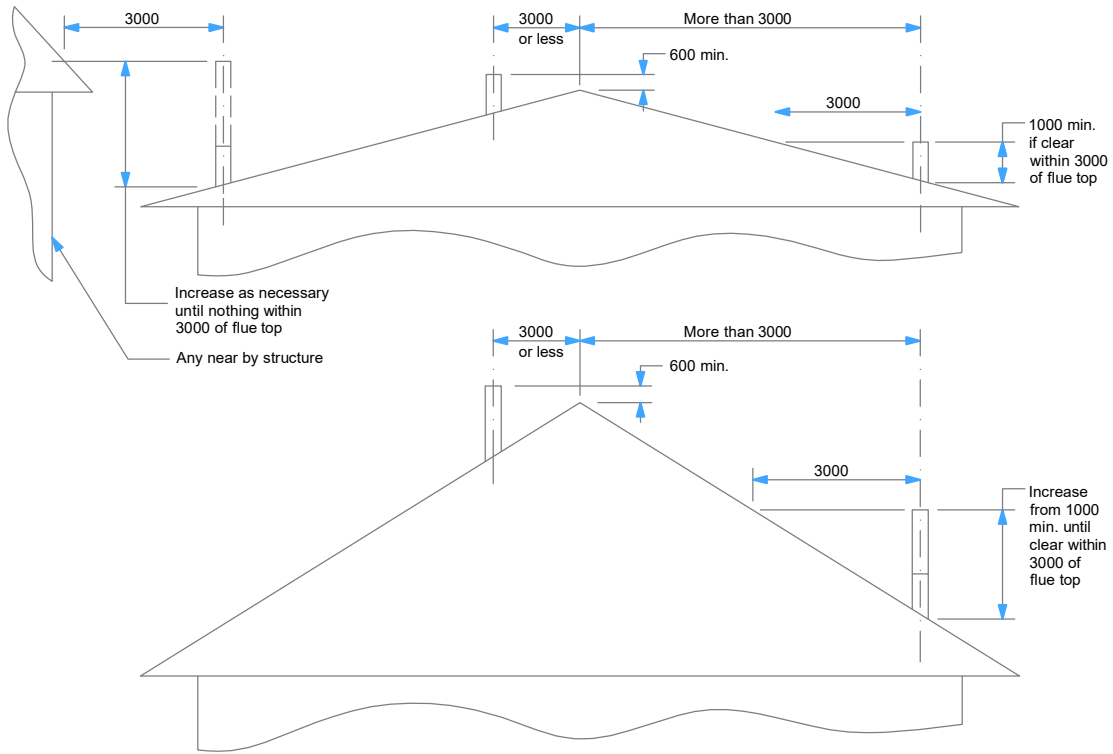 3000
3000
or less
More than 3000
600 min.
3000
1000 min.
if clear
within 3000
of flue top
Increase as necessary
until nothing within
3000 of flue top
Any near by structure
3000
or less
More than 3000
600 min.
3000
Increase
from 1000
min. until
clear within
3000 of
flue top